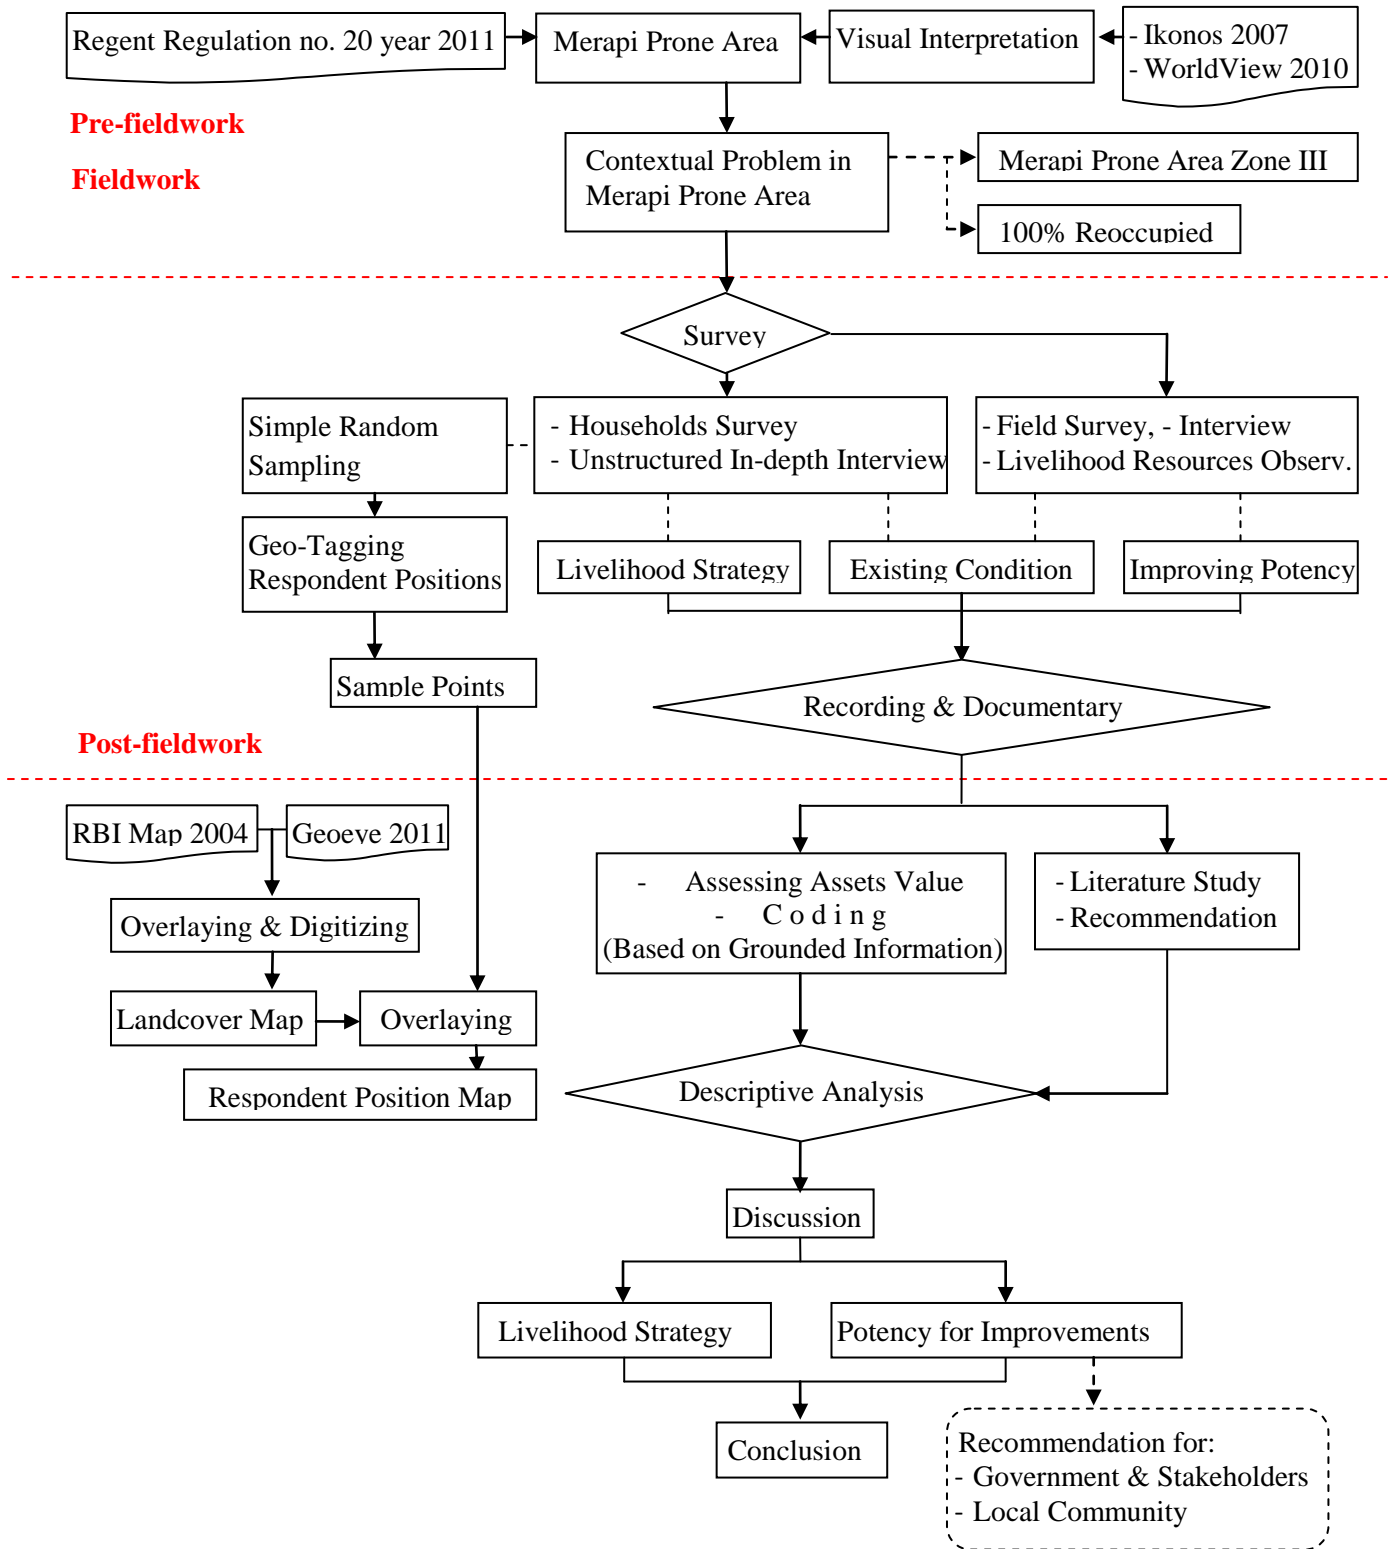 Regent Regulation no. 20 year 2011
Merapi Prone Area
Visual Interpretation
- Ikonos 2007
- WorldView 2010
Pre-fieldwork
Fieldwork
Contextual Problem in
Merapi Prone Area
Merapi Prone Area Zone III
100% Reoccupied
Survey
Simple Random
Sampling
- Households Survey
- Unstructured In-depth Interview
- Field Survey, - Interview
- Livelihood Resources Observ.
Geo-Tagging
Respondent Positions
Livelihood Strategy
Existing Condition
Improving Potency
Sample Points
Recording & Documentary
Post-fieldwork
RBI Map 2004
Geoeye 2011
- Assessing Assets Value
- C o d i n g
(Based on Grounded Information)
- Literature Study
- Recommendation
Overlaying & Digitizing
Landcover Map
Overlaying
Respondent Position Map
Descriptive Analysis
Discussion
Livelihood Strategy
Potency for Improvements
Conclusion
Recommendation for:
- Government & Stakeholders
- Local Community